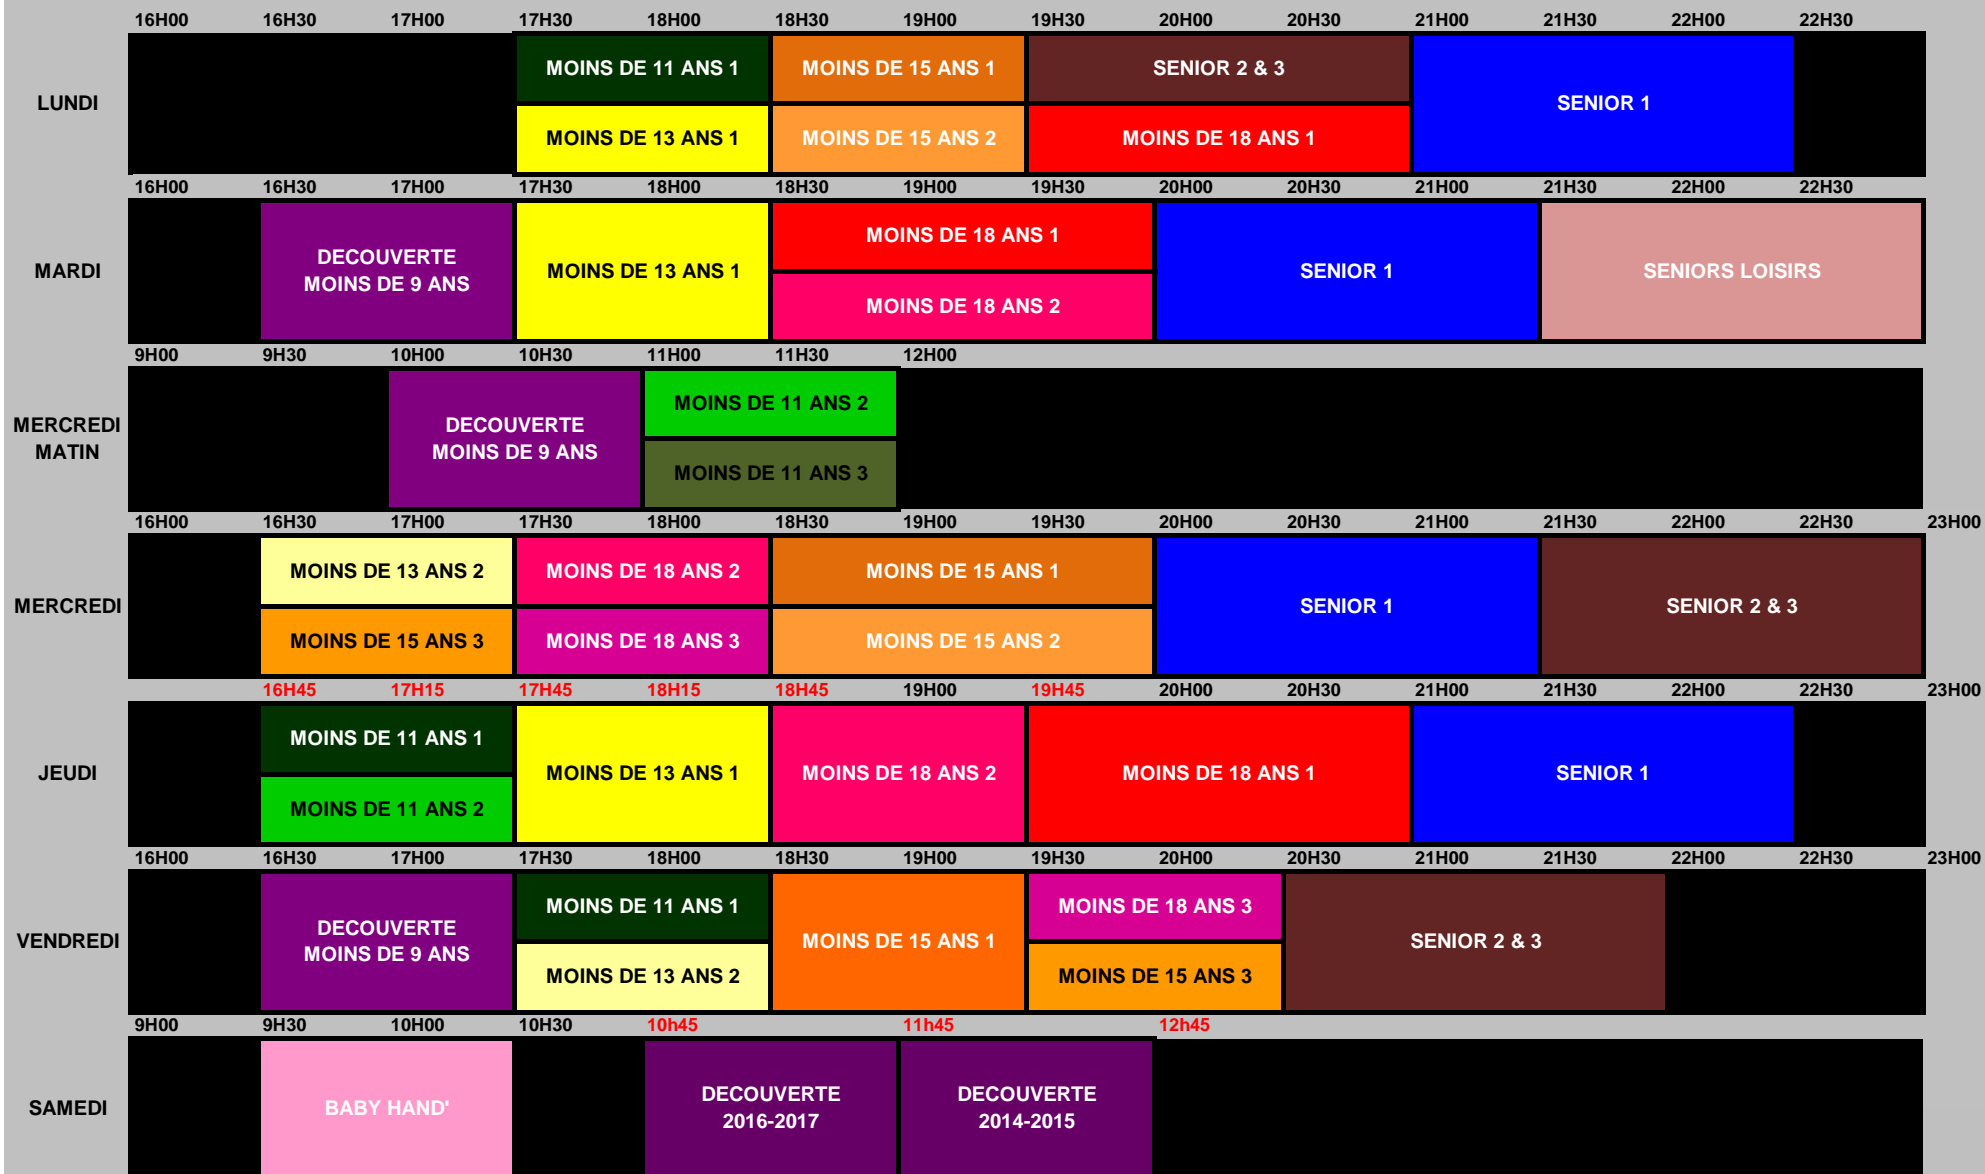 16H00 16H30 17H00 17H30 18H00 18H30 19H00 19H30 20H00 20H30 21H00 21H30 22H00 22H30
LUNDI
MOINS DE 11 ANS 1
MOINS DE 15 ANS 1
SENIOR 2 & 3
SENIOR 1
MOINS DE 13 ANS 1
MOINS DE 15 ANS 2
MOINS DE 18 ANS 1
16H00 16H30 17H00 17H30 18H00 18H30 19H00 19H30 20H00 20H30 21H00 21H30 22H00 22H30
MARDI
DECOUVERTE
MOINS DE 9 ANS
MOINS DE 13 ANS 1
MOINS DE 18 ANS 1
MOINS DE 18 ANS 2
SENIOR 1
SENIORS LOISIRS
9H00 9H30 10H00 10H30 11H00 11H30 12H00
MERCREDI
MATIN
DECOUVERTE
MOINS DE 9 ANS
MOINS DE 11 ANS 2
MOINS DE 11 ANS 3
16H00 16H30 17H00 17H30 18H00 18H30 19H00 19H30 20H00 20H30 21H00 21H30 22H00 22H30 23H00
MERCREDI
MOINS DE 13 ANS 2
MOINS DE 18 ANS 2
MOINS DE 15 ANS 1
SENIOR 1
SENIOR 2 & 3
MOINS DE 15 ANS 3
MOINS DE 18 ANS 3
MOINS DE 15 ANS 2
16H45 17H15 17H45 18H15 18H45 19H00 19H45 20H00 20H30 21H00 21H30 22H00 22H30 23H00
JEUDI
MOINS DE 11 ANS 1
MOINS DE 11 ANS 2
MOINS DE 13 ANS 1
MOINS DE 18 ANS 2
MOINS DE 18 ANS 1
SENIOR 1
16H00 16H30 17H00 17H30 18H00 18H30 19H00 19H30 20H00 20H30 21H00 21H30 22H00 22H30 23H00
VENDREDI
DECOUVERTE
MOINS DE 9 ANS
MOINS DE 11 ANS 1
MOINS DE 13 ANS 2
MOINS DE 15 ANS 1
MOINS DE 18 ANS 3
MOINS DE 15 ANS 3
SENIOR 2 & 3
9H00 9H30 10H00 10H30 10h45 11h45 12h45
SAMEDI
BABY HAND'
DECOUVERTE
2016-2017
DECOUVERTE
2014-2015